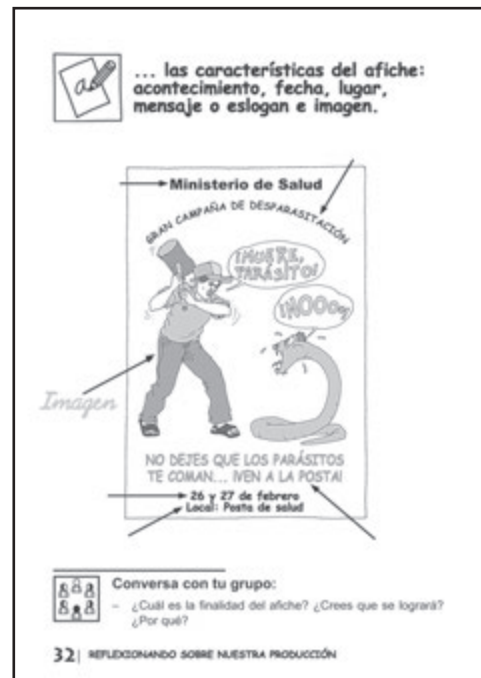 ... las características del afiche:
acontecimiento, fecha, lugar,
mensaje o eslogan e imagen.
Ministerio de Salud
GRAN CAMPAÑA DE DESPARASITACIÓN
¡MUERE,
PARÁSITO!
¡NOOOO!
Imagen
NO DEJES QUE LOS PARÁSITOS
TE COMAN... ¡VEN A LA POSTA!
26 y 27 de febrero
Local: Posta de salud
Conversa con tu grupo:
– ¿Cuál es la finalidad del afiche? ¿Crees que se logrará?
¿Por qué?
32| REFLEXIONANDO SOBRE NUESTRA PRODUCCIÓN